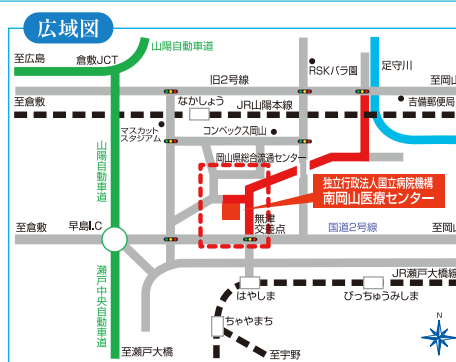 広域図
山陽自動車道
至広島
倉敷JCT
足守川
RSKバラ園
旧2号線
至岡山
至倉敷
なかしょう
JR山陽本線
吉備郵便局
マスカット
スタジアム
コンベックス岡山
岡山県総合流通センター
山陽自動車道
独立行政法人国立病院機構
南岡山医療センター
無津
交差点
至倉敷
早島I.C
国道2号線
至岡山
瀬戸中央自動車道
JR瀬戸大橋線
はやしま
びっちゅうみしま
ちゃやまち
至瀬戸大橋
至宇野
N